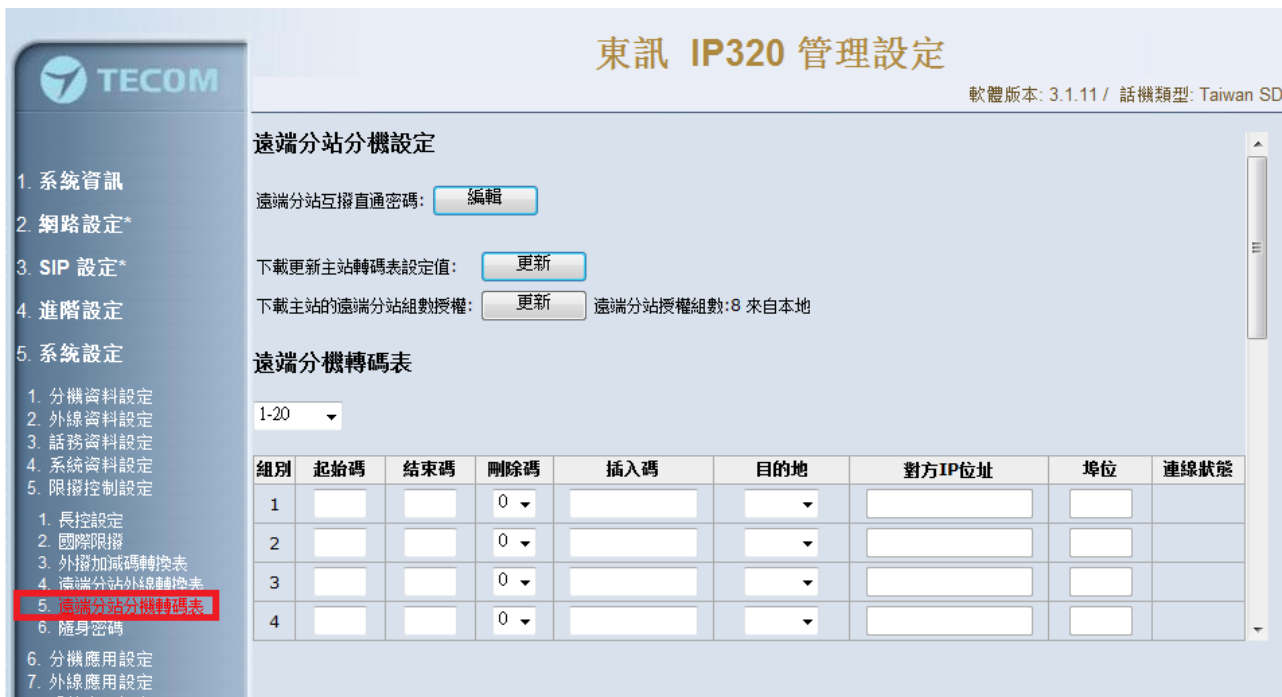 東訊 IP320 管理設定
TECOM
軟體版本: 3.1.11 / 話機類型: Taiwan SD
1. 系統資訊
2. 網路設定*
3. SIP 設定*
4. 進階設定
5. 系統設定
1. 分機資料設定
2. 外線資料設定
3. 話務資料設定
4. 系統資料設定
5. 限撥控制設定
1. 長控設定
2. 國際限撥
3. 外撥加減碼轉換表
4. 遠端分站外線轉換表
5. 遠端分站分機轉碼表
6. 隨身密碼
6. 分機應用設定
7. 外線應用設定
遠端分站分機設定
遠端分站互撥直通密碼: 編輯
下載更新主站轉碼表設定值: 更新
下載主站的遠端分站組數授權: 更新 遠端分站授權組數:8 來自本地
遠端分機轉碼表
1-20
組別 起始碼 結束碼 刪除碼 插入碼 目的地 對方IP位址 埠位 連線狀態
1 0
2 0
3 0
4 0